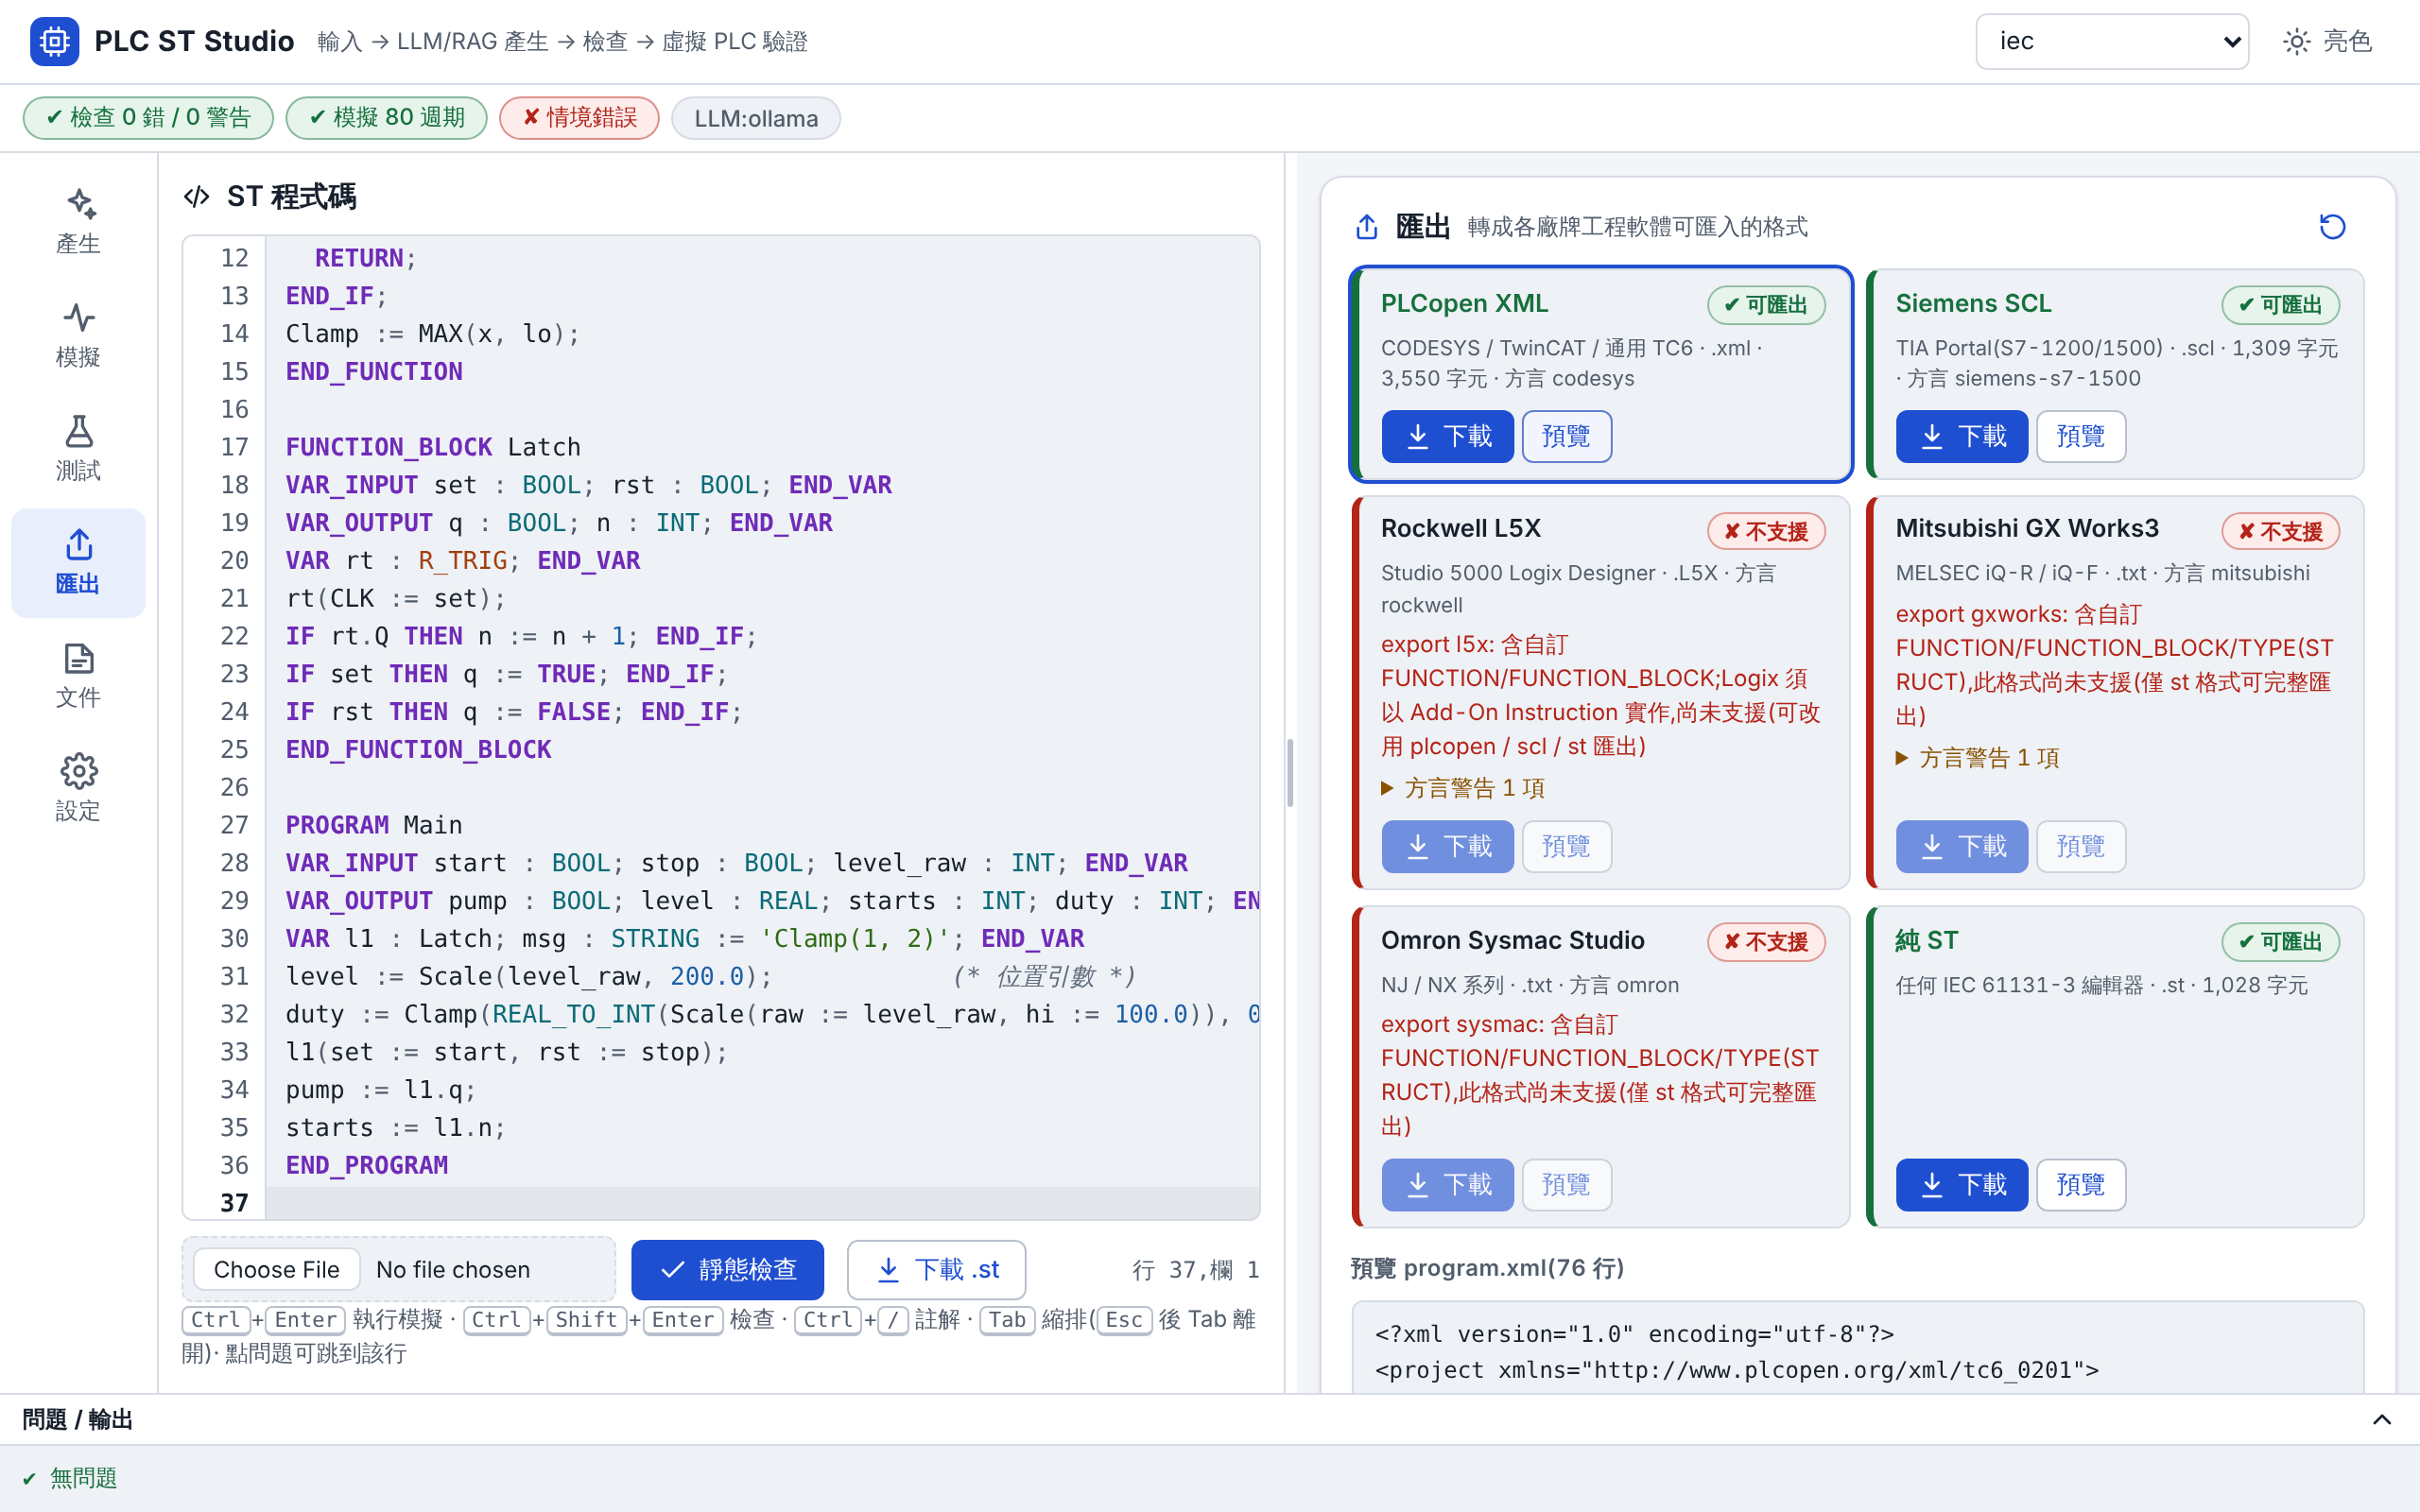 PLC ST Studio 輸入 → LLM/RAG 產生 → 檢查 → 虛擬 PLC 驗證
iec
亮色
✔ 檢查 0 錯 / 0 警告
✔ 模擬 80 週期
✘ 情境錯誤
LLM:ollama
產生
模擬
測試
匯出
文件
設定
ST 程式碼
12 RETURN;
13 END_IF;
14 Clamp := MAX(x, lo);
15 END_FUNCTION
16
17 FUNCTION_BLOCK Latch
18 VAR_INPUT set : BOOL; rst : BOOL; END_VAR
19 VAR_OUTPUT q : BOOL; n : INT; END_VAR
20 VAR rt : R_TRIG; END_VAR
21 rt(CLK := set);
22 IF rt.Q THEN n := n + 1; END_IF;
23 IF set THEN q := TRUE; END_IF;
24 IF rst THEN q := FALSE; END_IF;
25 END_FUNCTION_BLOCK
26
27 PROGRAM Main
28 VAR_INPUT start : BOOL; stop : BOOL; level_raw : INT; END_VAR
29 VAR_OUTPUT pump : BOOL; level : REAL; starts : INT; duty : INT; EN
30 VAR l1 : Latch; msg : STRING := 'Clamp(1, 2)'; END_VAR
31 level := Scale(level_raw, 200.0); (* 位置引數 *)
32 duty := Clamp(REAL_TO_INT(Scale(raw := level_raw, hi := 100.0)), 0
33 l1(set := start, rst := stop);
34 pump := l1.q;
35 starts := l1.n;
36 END_PROGRAM
37
Choose File No file chosen
靜態檢查
下載 .st
行 37,欄 1
Ctrl+Enter 執行模擬 · Ctrl+Shift+Enter 檢查 · Ctrl+/ 註解 · Tab 縮排(Esc 後 Tab 離
開)· 點問題可跳到該行
匯出 轉成各廠牌工程軟體可匯入的格式
PLCopen XML
✔ 可匯出
CODESYS / TwinCAT / 通用 TC6 · .xml ·
3,550 字元 · 方言 codesys
下載
預覽
Siemens SCL
✔ 可匯出
TIA Portal(S7-1200/1500) · .scl · 1,309 字元
· 方言 siemens-s7-1500
下載
預覽
Rockwell L5X
✘ 不支援
Studio 5000 Logix Designer · .L5X · 方言
rockwell
export l5x: 含自訂
FUNCTION/FUNCTION_BLOCK;Logix 須
以 Add-On Instruction 實作,尚未支援(可改
用 plcopen / scl / st 匯出)
▶ 方言警告 1 項
下載
預覽
Mitsubishi GX Works3
✘ 不支援
MELSEC iQ-R / iQ-F · .txt · 方言 mitsubishi
export gxworks: 含自訂
FUNCTION/FUNCTION_BLOCK/TYPE(ST
RUCT),此格式尚未支援(僅 st 格式可完整匯
出)
▶ 方言警告 1 項
下載
預覽
Omron Sysmac Studio
✘ 不支援
NJ / NX 系列 · .txt · 方言 omron
export sysmac: 含自訂
FUNCTION/FUNCTION_BLOCK/TYPE(ST
RUCT),此格式尚未支援(僅 st 格式可完整匯
出)
下載
預覽
純 ST
✔ 可匯出
任何 IEC 61131-3 編輯器 · .st · 1,028 字元
下載
預覽
預覽 program.xml(76 行)
<?xml version="1.0" encoding="utf-8"?>
<project xmlns="http://www.plcopen.org/xml/tc6_0201">
問題 / 輸出
✔ 無問題